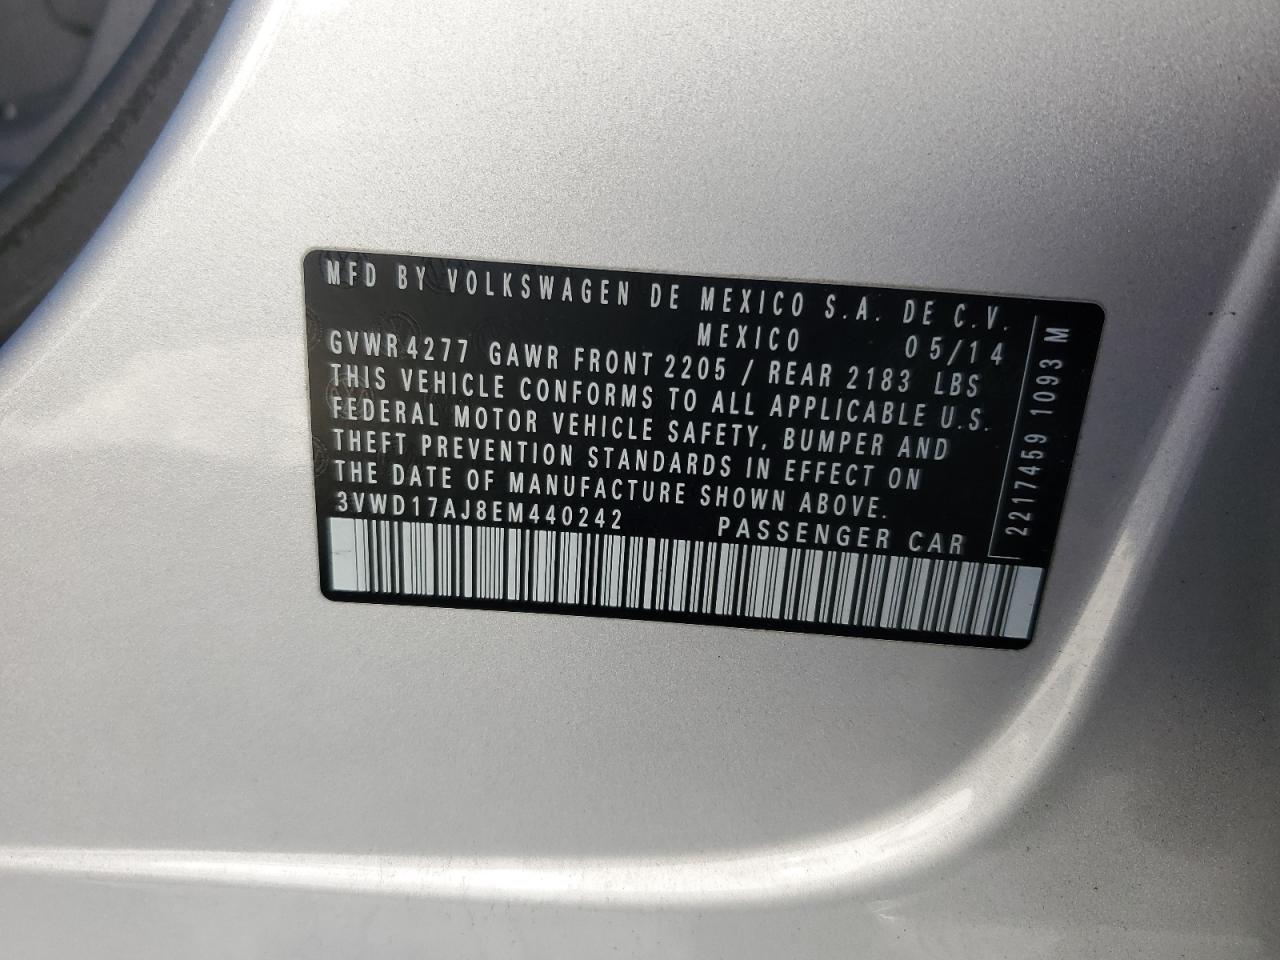 MFD BY VOLKSWAGEN DE MEXICO S.A. DE C.V.
MEXICO 05/14
GVWR 4277 GAWR FRONT 2205 / REAR 2183 LBS
THIS VEHICLE CONFORMS TO ALL APPLICABLE U.S.
FEDERAL MOTOR VEHICLE SAFETY, BUMPER AND
THEFT PREVENTION STANDARDS IN EFFECT ON
THE DATE OF MANUFACTURE SHOWN ABOVE.
3VWD17AJ8EM440242 PASSENGER CAR
2217459 1093 M